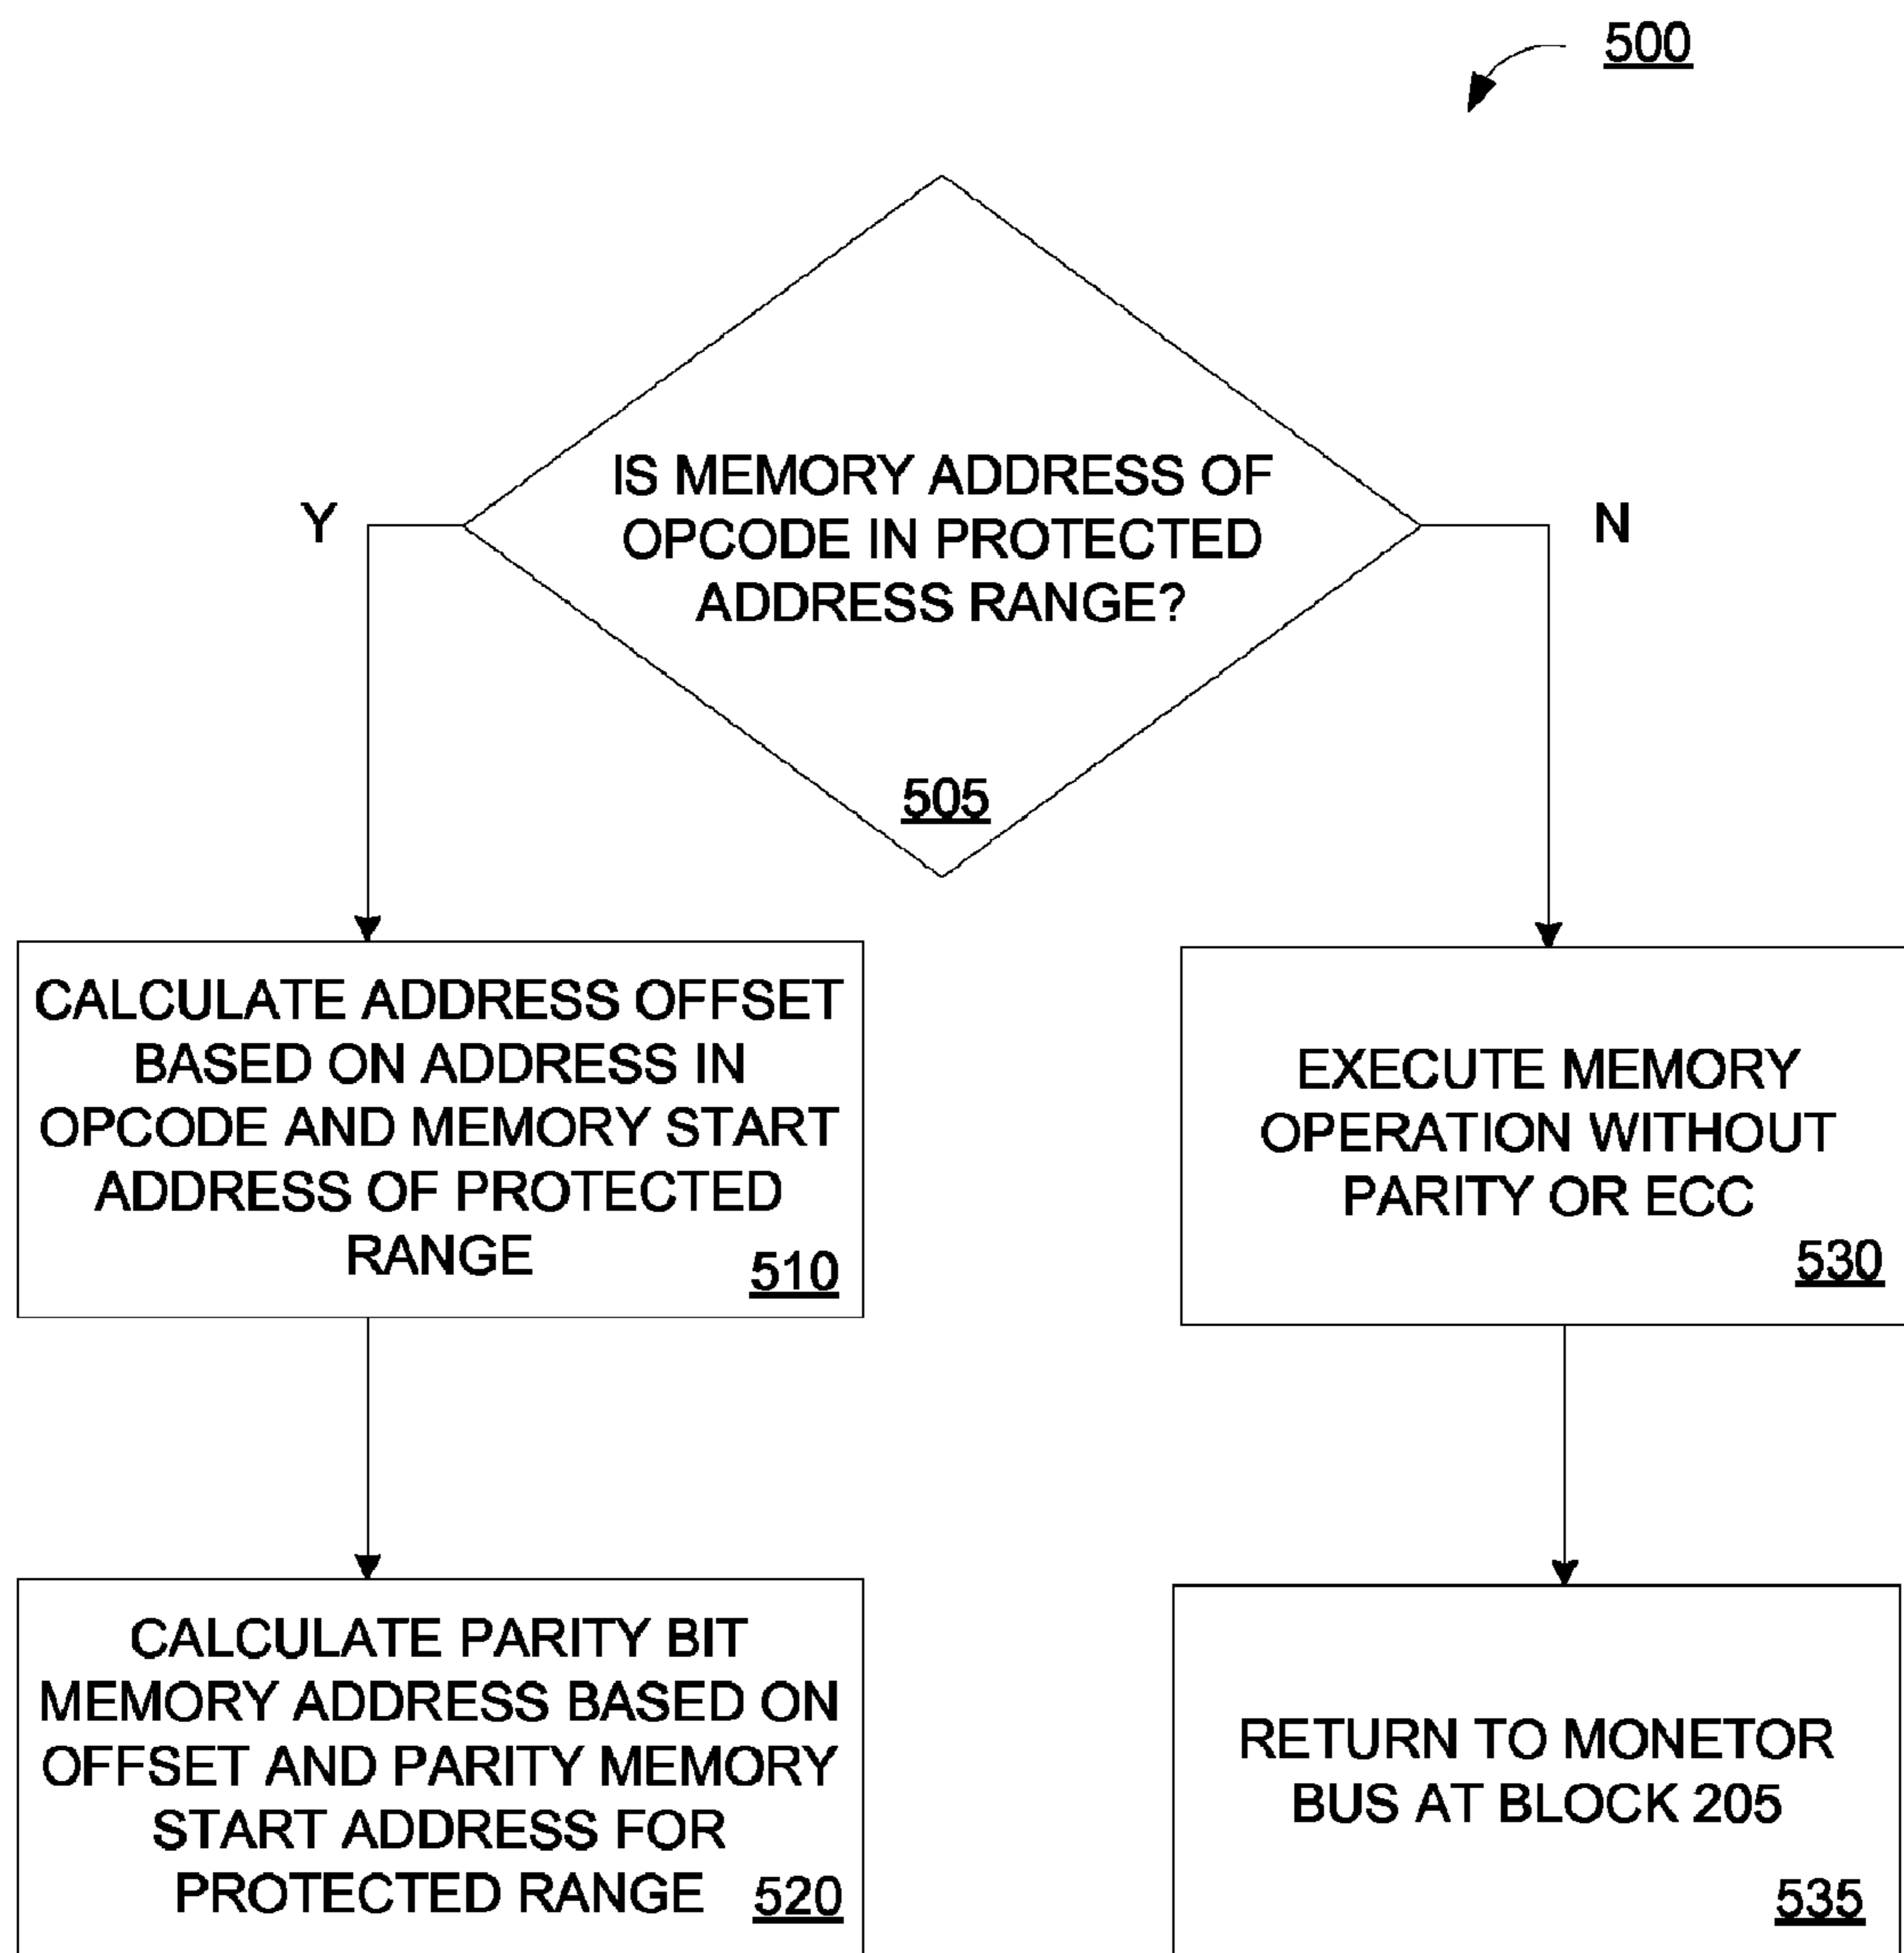 500
IS MEMORY ADDRESS OF
OPCODE IN PROTECTED
ADDRESS RANGE?
505
Y
N
CALCULATE ADDRESS OFFSET
BASED ON ADDRESS IN
OPCODE AND MEMORY START
ADDRESS OF PROTECTED
RANGE
510
EXECUTE MEMORY
OPERATION WITHOUT
PARITY OR ECC
530
CALCULATE PARITY BIT
MEMORY ADDRESS BASED ON
OFFSET AND PARITY MEMORY
START ADDRESS FOR
PROTECTED RANGE
520
RETURN TO MONETOR
BUS AT BLOCK 205
535